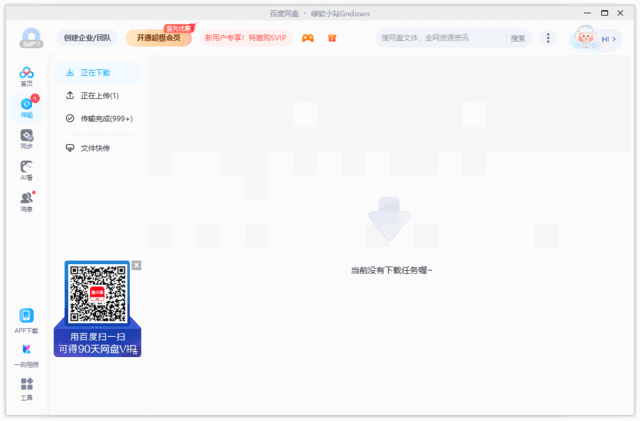 百度网盘 - 绿软小站Gndown
首充优惠
SVIP1
创建企业/团队
开通超级会员
新用户专享！特惠购SVIP
搜网盘文件、全网资源资讯
搜索
HI >
首页
1
传输
同步
AI看
消息
APP下载
一刻相册
工具
正在下载
正在上传(1)
传输完成(999+)
文件快传
用百度扫一扫
可得90天网盘VIP
当前没有下载任务喔~